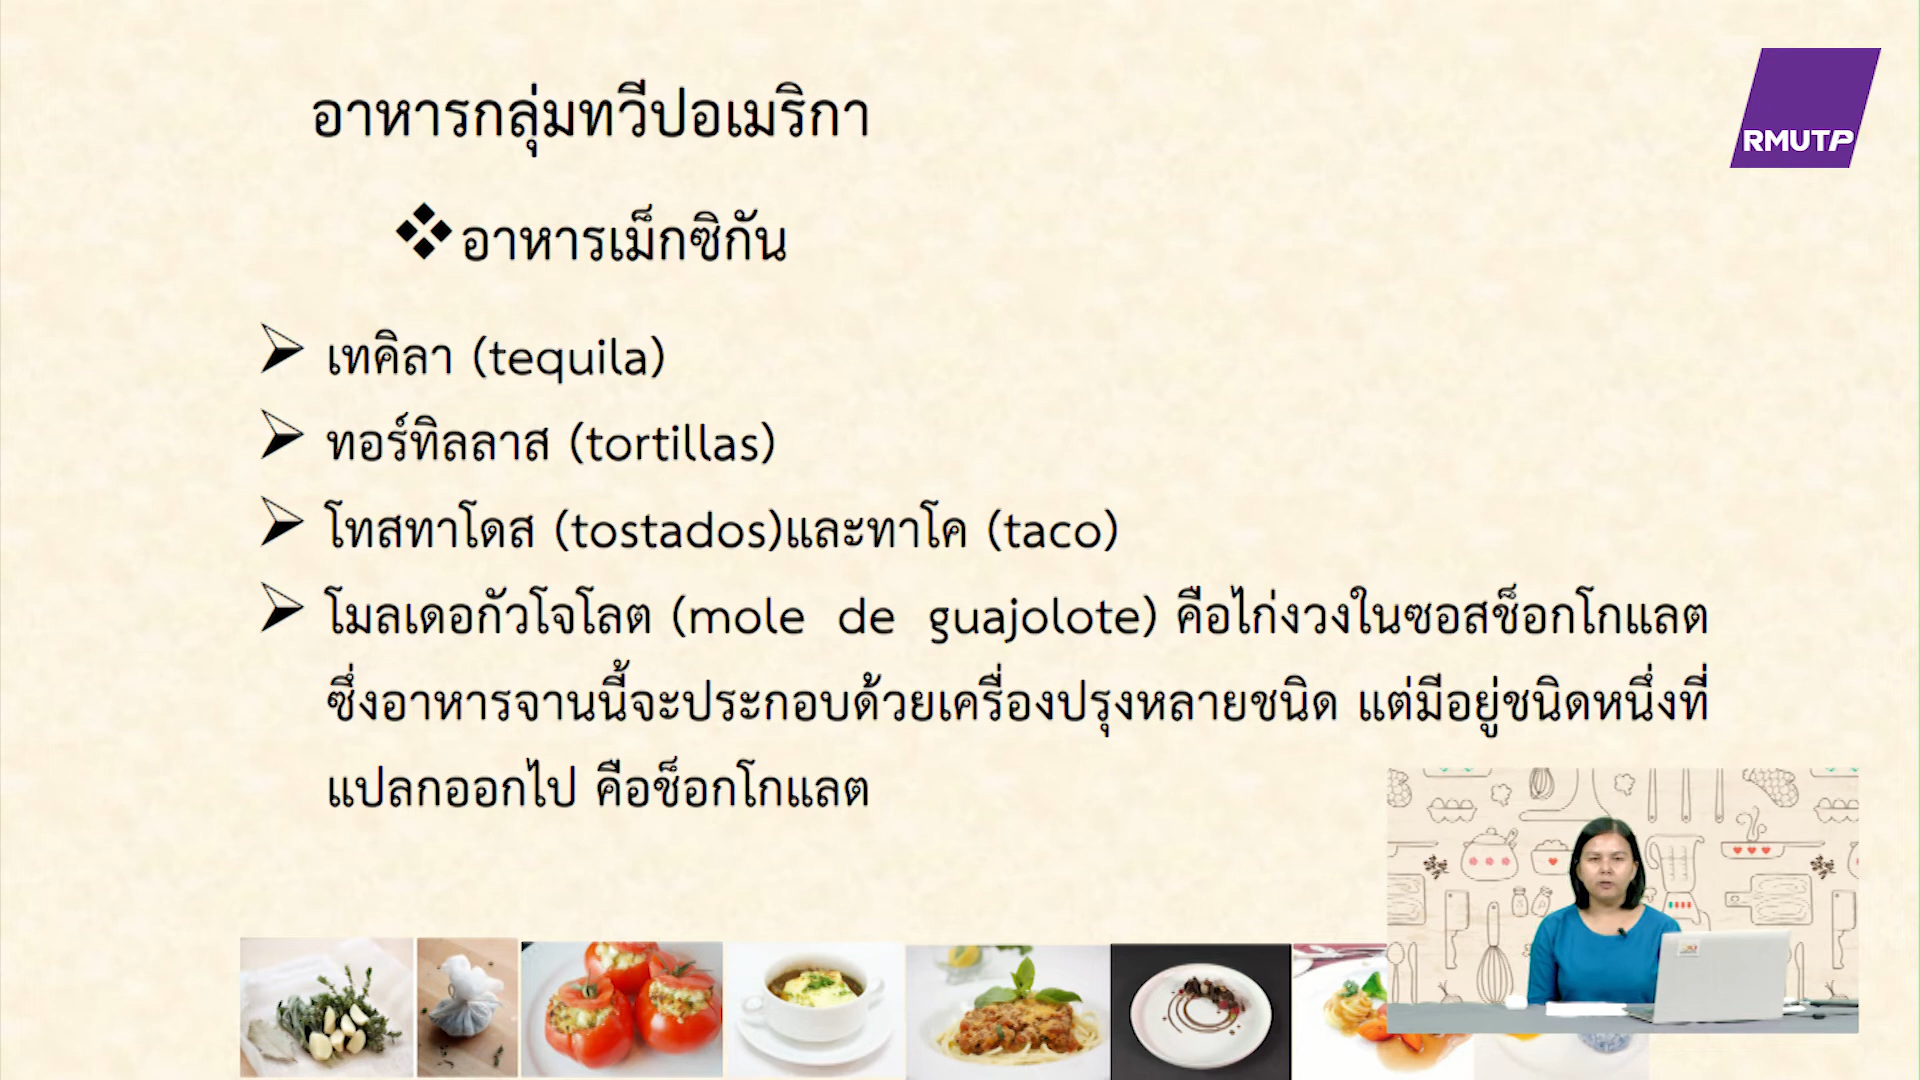 อาหารกลุ่มทวีปอเมริกา
RMUTP
❖อาหารเม็กซิกัน
➢ เทคิลา (tequila)
➢ ทอร์ทิลลาส (tortillas)
➢ โทสทาโดส (tostados)และทาโค (taco)
➢ โมลเดอกัวโจโลต (mole de guajolote) คือไก่งวงในซอสช็อกโกแลต
ซึ่งอาหารจานนี้จะประกอบด้วยเครื่องปรุงหลายชนิด แต่มีอยู่ชนิดหนึ่งที่
แปลกออกไป คือช็อกโกแลต